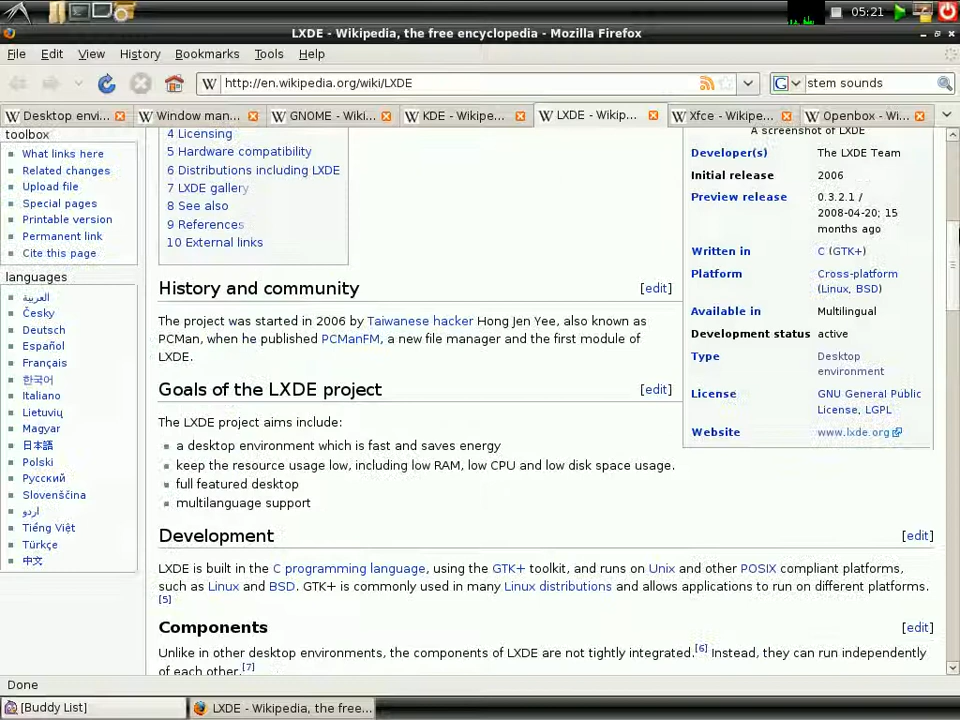 05:21
LXDE - Wikipedia, the free encyclopedia - Mozilla Firefox
File Edit View History Bookmarks Tools Help
W http://en.wikipedia.org/wiki/LXDE
G stem sounds
W Desktop envi...
W Window man...
W GNOME - Wiki...
W KDE - Wikipe...
W LXDE - Wikip...
W Xfce - Wikipe...
W Openbox - Wi...
toolbox
What links here
Related changes
Upload file
Special pages
Printable version
Permanent link
Cite this page
languages
العربية
Česky
Deutsch
Español
Français
한국어
Italiano
Lietuvių
Magyar
日本語
Polski
Русский
Slovenščina
اردو
Tiếng Việt
Türkçe
中文
4 Licensing
5 Hardware compatibility
6 Distributions including LXDE
7 LXDE gallery
8 See also
9 References
10 External links
History and community [edit]
The project was started in 2006 by Taiwanese hacker Hong Jen Yee, also known as
PCMan, when he published PCManFM, a new file manager and the first module of
LXDE.
Goals of the LXDE project [edit]
The LXDE project aims include:
a desktop environment which is fast and saves energy
keep the resource usage low, including low RAM, low CPU and low disk space usage.
full featured desktop
multilanguage support
A screenshot of LXDE
Developer(s) The LXDE Team
Initial release 2006
Preview release 0.3.2.1 /
2008-04-20; 15
months ago
Written in C (GTK+)
Platform Cross-platform
(Linux, BSD)
Available in Multilingual
Development status active
Type Desktop
environment
License GNU General Public
License, LGPL
Website www.lxde.org
Development [edit]
LXDE is built in the C programming language, using the GTK+ toolkit, and runs on Unix and other POSIX compliant platforms,
such as Linux and BSD. GTK+ is commonly used in many Linux distributions and allows applications to run on different platforms.
[5]
Components [edit]
Unlike in other desktop environments, the components of LXDE are not tightly integrated.[6] Instead, they can run independently
of each other.[7]
Done
[Buddy List]
LXDE - Wikipedia, the free...